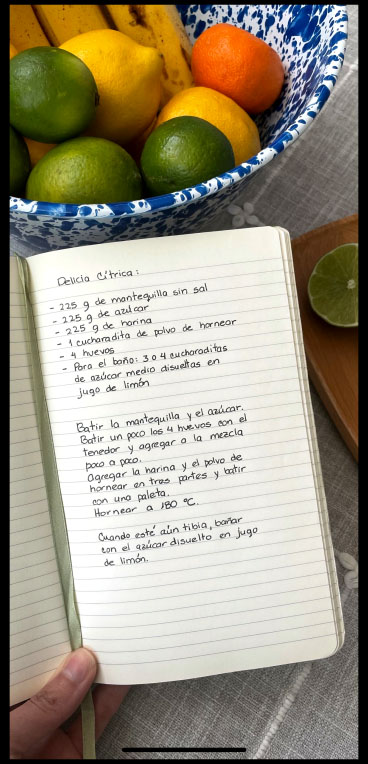 Delicia Cítrica:
- 225 g de mantequilla sin sal
- 225 g de azúcar
- 225 g de harina
- 1 cucharadita de polvo de hornear
- 4 huevos
- Para el baño: 3 o 4 cucharaditas
de azúcar medio disueltas en
jugo de limón
Batir la mantequilla y el azúcar.
Batir un poco los 4 huevos con el
tenedor y agregar a la mezcla
poco a poco.
Agregar la harina y el polvo de
hornear en tres partes y batir
con una paleta.
Hornear a 180 °C.
Cuando esté aún tibia, bañar
con el azúcar disuelto en jugo
de limón.